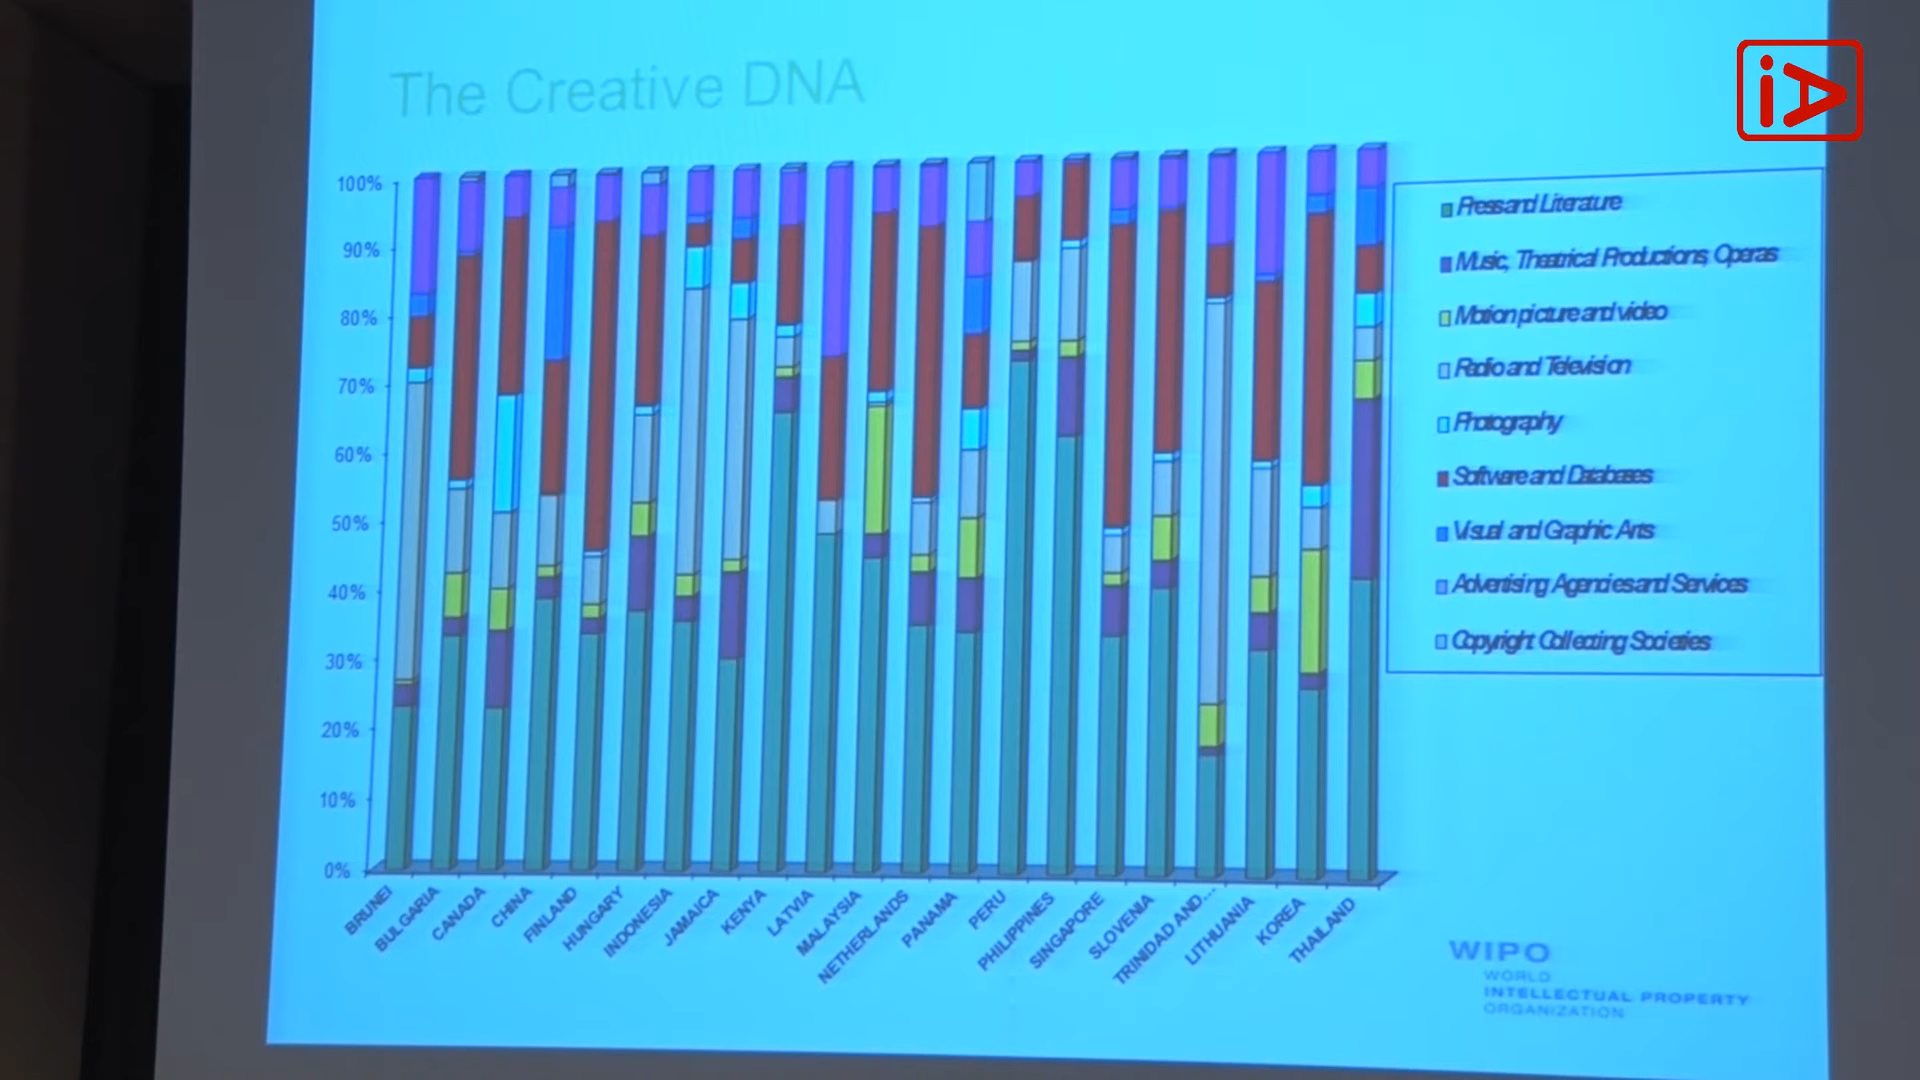 iA
The Creative DNA
100%
90%
80%
70%
60%
50%
40%
30%
20%
10%
0%
BRUNEI
BULGARIA
CANADA
CHINA
FINLAND
HUNGARY
INDONESIA
JAMAICA
KENYA
LATVIA
MALAYSIA
NETHERLANDS
PANAMA
PERU
PHILIPPINES
SINGAPORE
SLOVENIA
TRINIDAD AND...
LITHUANIA
KOREA
THAILAND
Press and Literature
Music, Theatrical Productions, Operas
Motion picture and video
Radio and Television
Photography
Software and Databases
Visual and Graphic Arts
Advertising Agencies and Services
Copyright Collecting Societies
WIPO
WORLD
INTELLECTUAL PROPERTY
ORGANIZATION